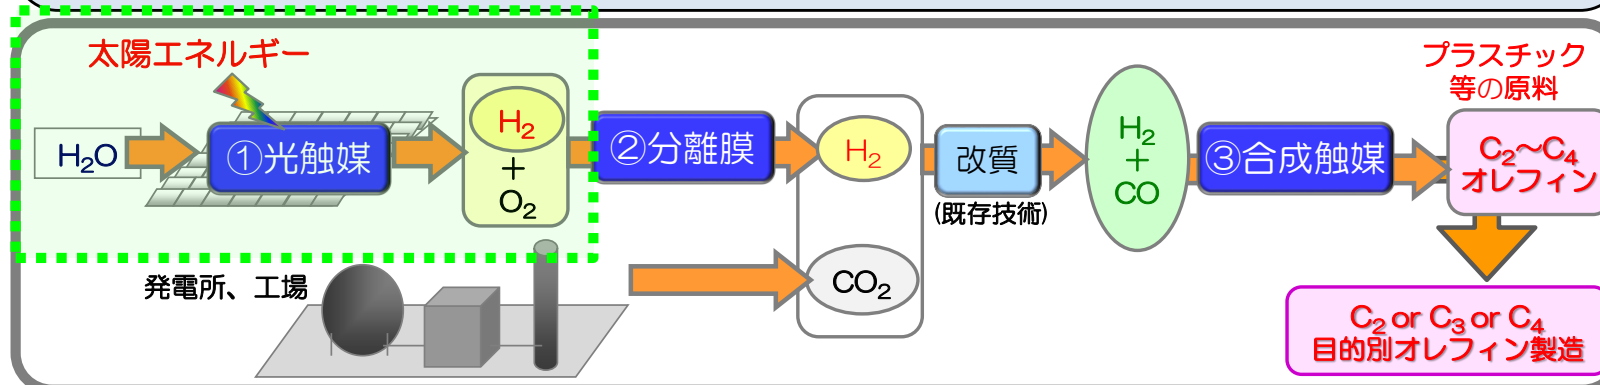 太陽エネルギー
H₂O
①光触媒
H₂
+
O₂
②分離膜
H₂
CO₂
改質
(既存技術)
H₂
+
CO
③合成触媒
プラスチック
等の原料
C₂～C₄
オレフィン
発電所、工場
C₂ or C₃ or C₄
目的別オレフィン製造